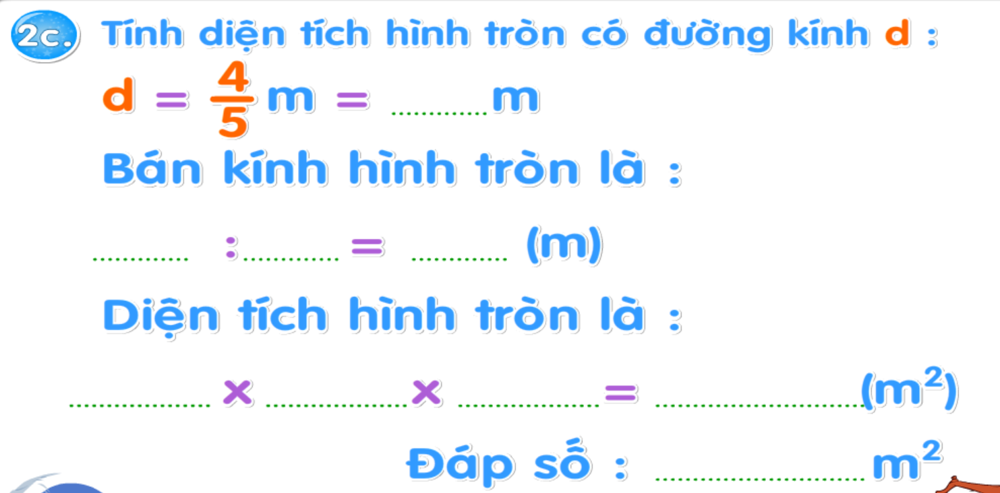 2c. Tính diện tích hình tròn có đường kính d :
d = 4/5 m = ............. m
Bán kính hình tròn là :
............. : ............. = ............. (m)
Diện tích hình tròn là :
................... × ................... × ................... = ............................ (m²)
Đáp số : ............................ m²